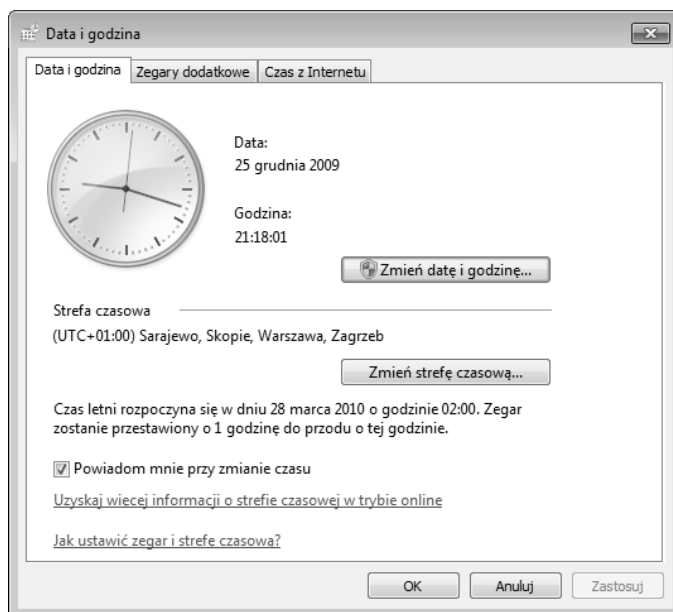 Data i godzina
Data i godzina Zegary dodatkowe Czas z Internetu
Data:
25 grudnia 2009
Godzina:
21:18:01
Zmień datę i godzinę...
Strefa czasowa
(UTC+01:00) Sarajewo, Skopie, Warszawa, Zagrzeb
Zmień strefę czasową...
Czas letni rozpoczyna się w dniu 28 marca 2010 o godzinie 02:00. Zegar
zostanie przestawiony o 1 godzinę do przodu o tej godzinie.
Powiadom mnie przy zmianie czasu
Uzyskaj więcej informacji o strefie czasowej w trybie online
Jak ustawić zegar i strefę czasową?
OK Anuluj Zastosuj